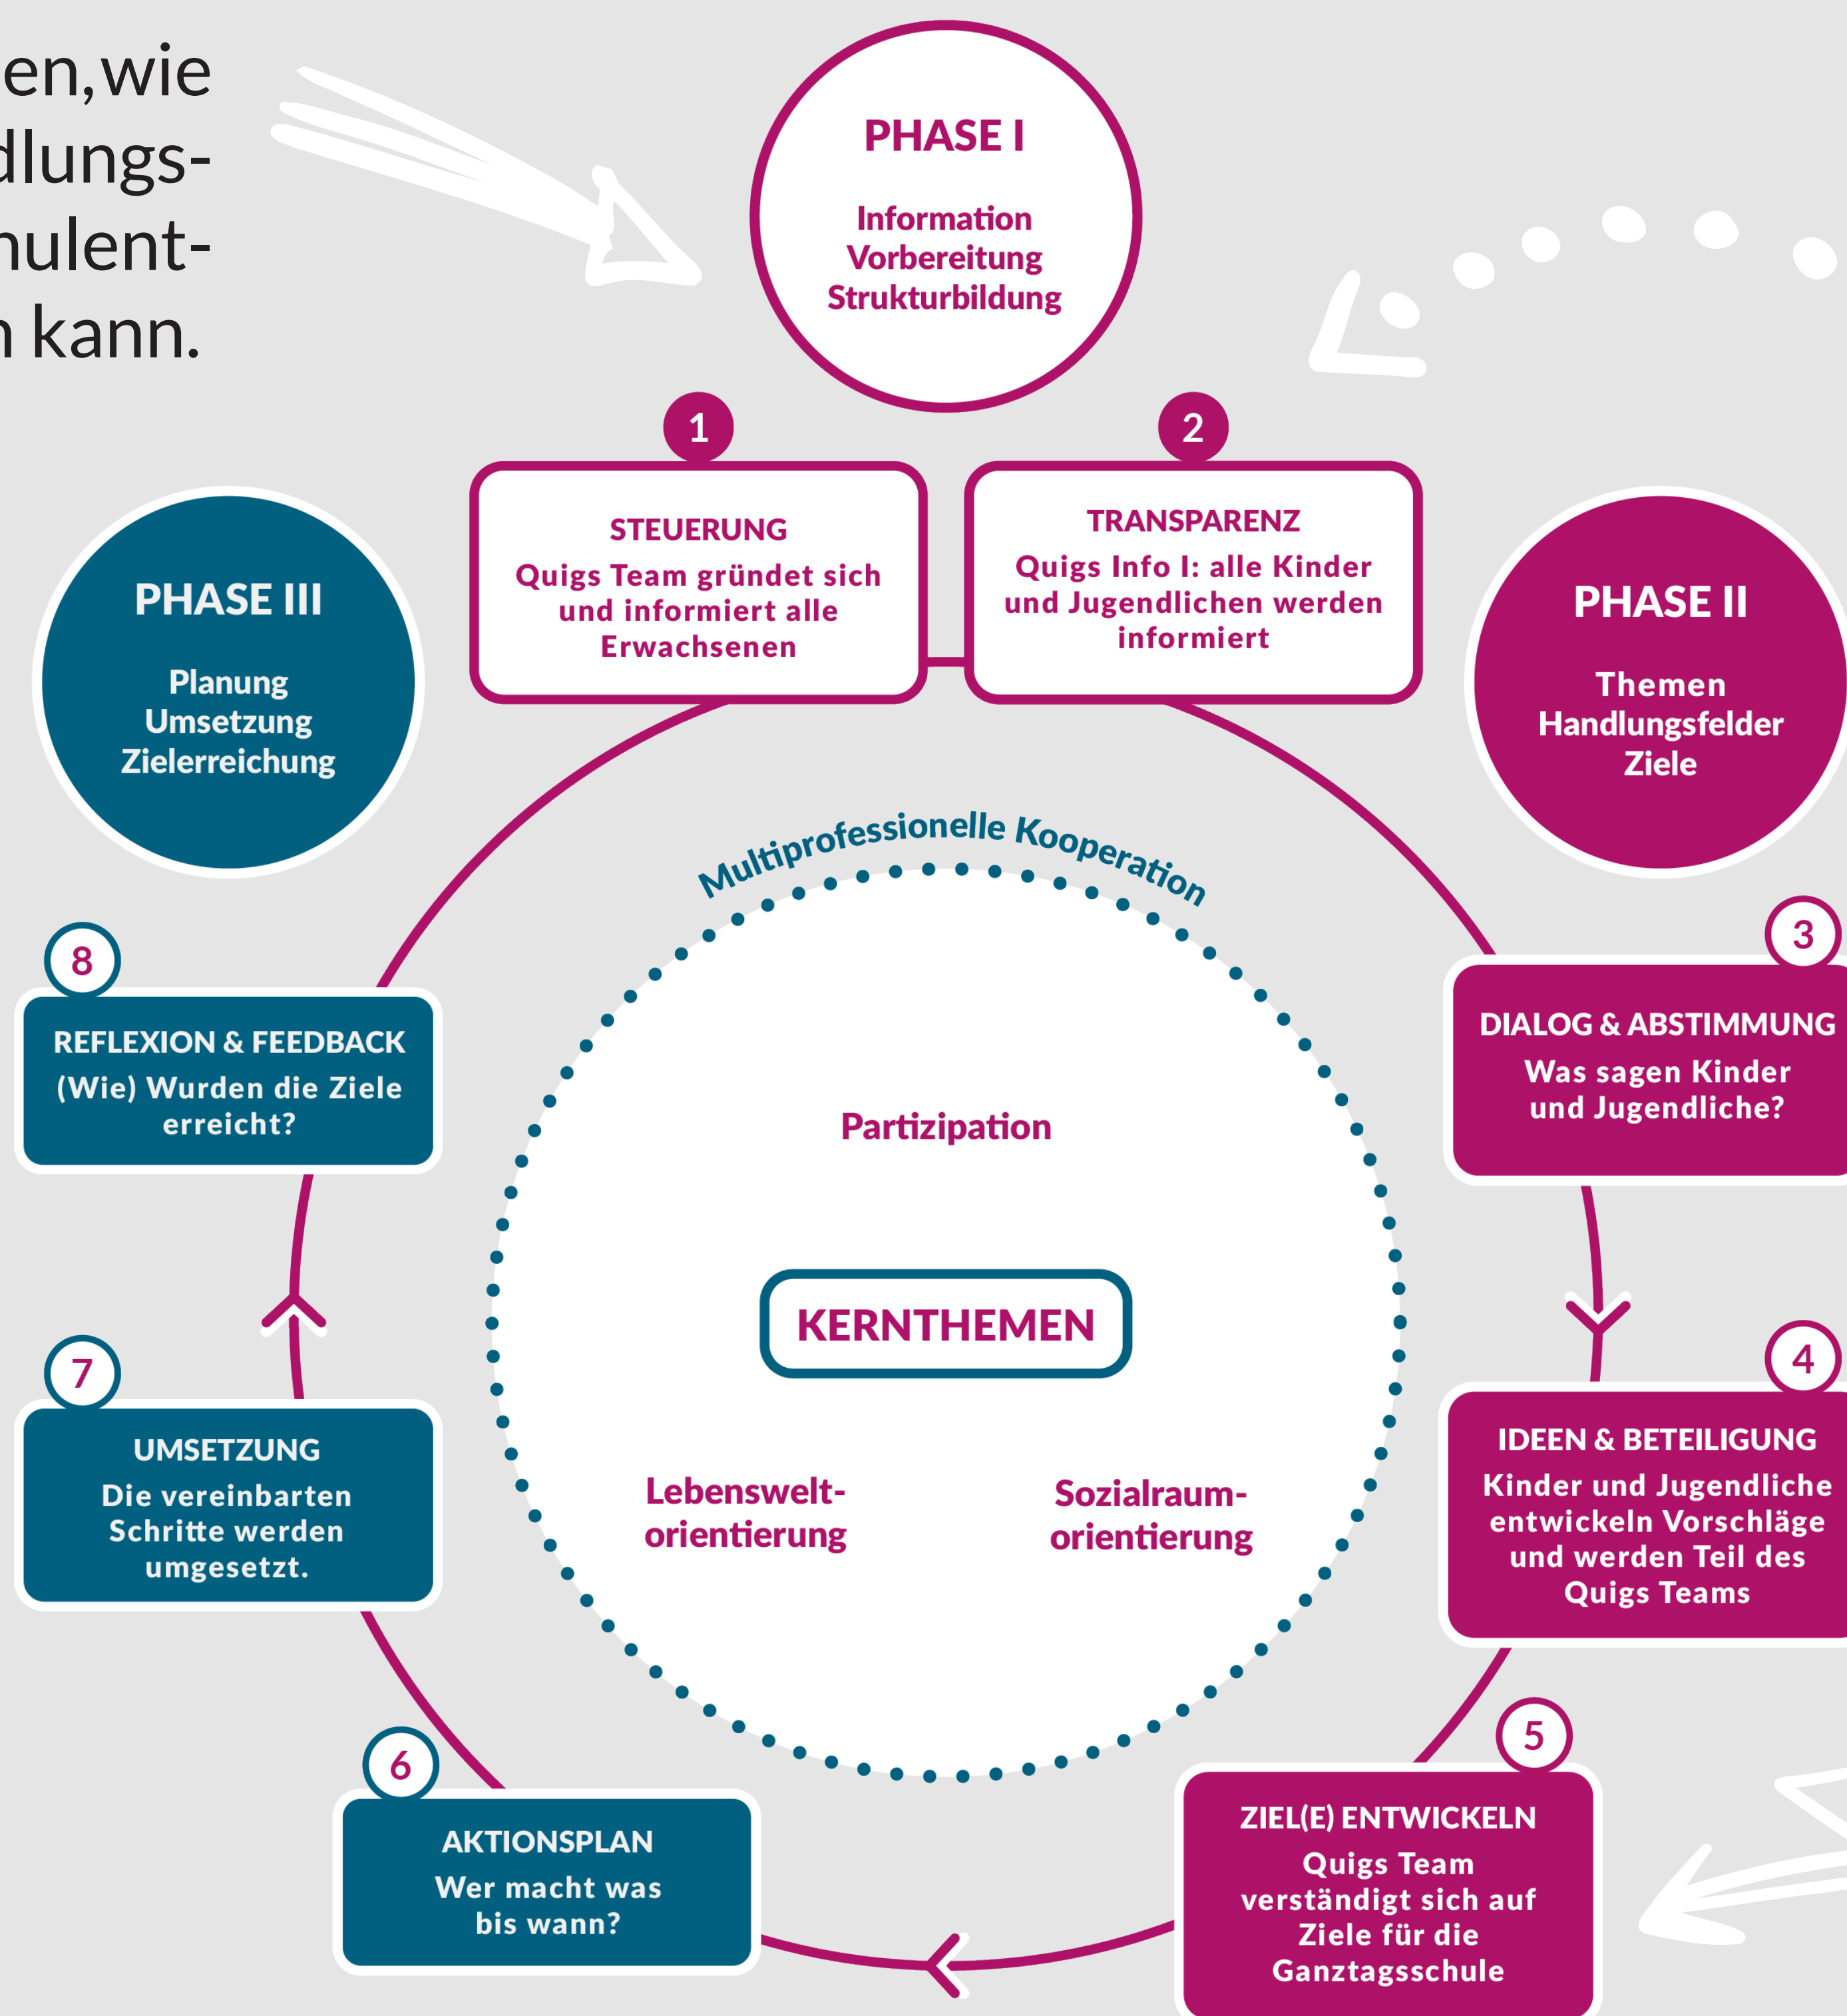 en, wie
dlungs-
nulent-
n kann.
PHASE I
Information
Vorbereitung
Strukturbildung
1
STEUERUNG
Quigs Team gründet sich
und informiert alle
Erwachsenen
2
TRANSPARENZ
Quigs Info I: alle Kinder
und Jugendlichen werden
informiert
PHASE II
Themen
Handlungsfelder
Ziele
3
DIALOG & ABSTIMMUNG
Was sagen Kinder
und Jugendliche?
4
IDEEN & BETEILIGUNG
Kinder und Jugendliche
entwickeln Vorschläge
und werden Teil des
Quigs Teams
5
ZIEL(E) ENTWICKELN
Quigs Team
verständigt sich auf
Ziele für die
Ganztagsschule
PHASE III
Planung
Umsetzung
Zielerreichung
6
AKTIONSPLAN
Wer macht was
bis wann?
7
UMSETZUNG
Die vereinbarten
Schritte werden
umgesetzt.
8
REFLEXION & FEEDBACK
(Wie) Wurden die Ziele
erreicht?
Multiprofessionelle Kooperation
Partizipation
KERNTHEMEN
Lebenswelt-
orientierung
Sozialraum-
orientierung